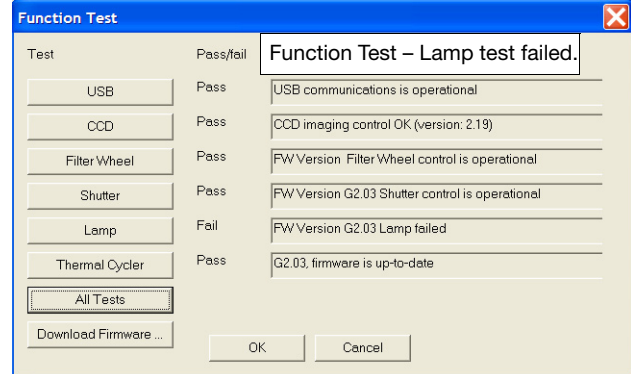 Function Test
Test Pass/fail Function Test – Lamp test failed.
USB Pass USB communications is operational
CCD Pass CCD imaging control OK (version: 2.19)
Filter Wheel Pass FW Version Filter Wheel control is operational
Shutter Pass FW Version G2.03 Shutter control is operational
Lamp Fail FW Version G2.03 Lamp failed
Thermal Cycler Pass G2.03, firmware is up-to-date
All Tests
Download Firmware ...
OK Cancel